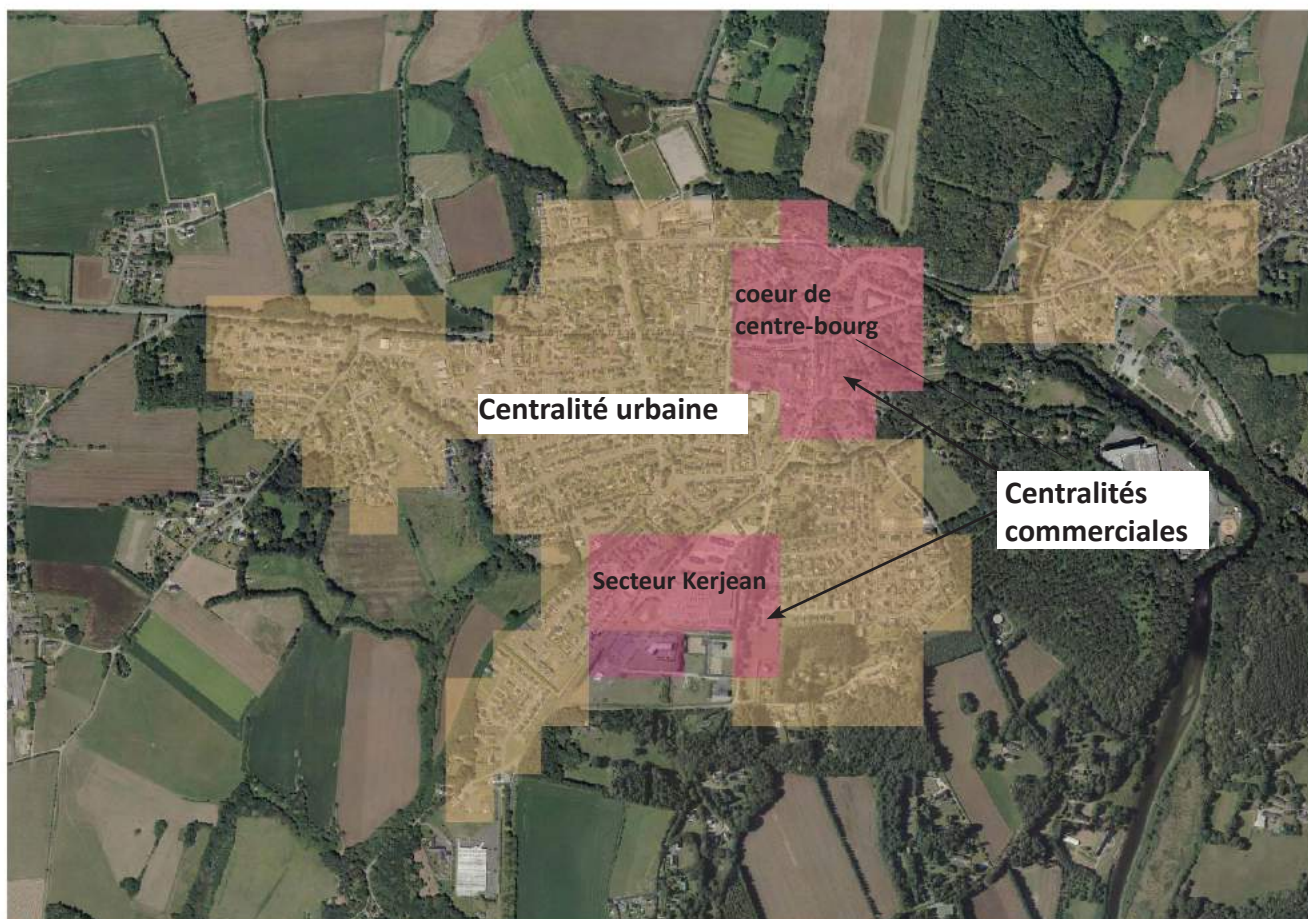 coeur de
centre-bourg
Centralité urbaine
Centralités
commerciales
Secteur Kerjean